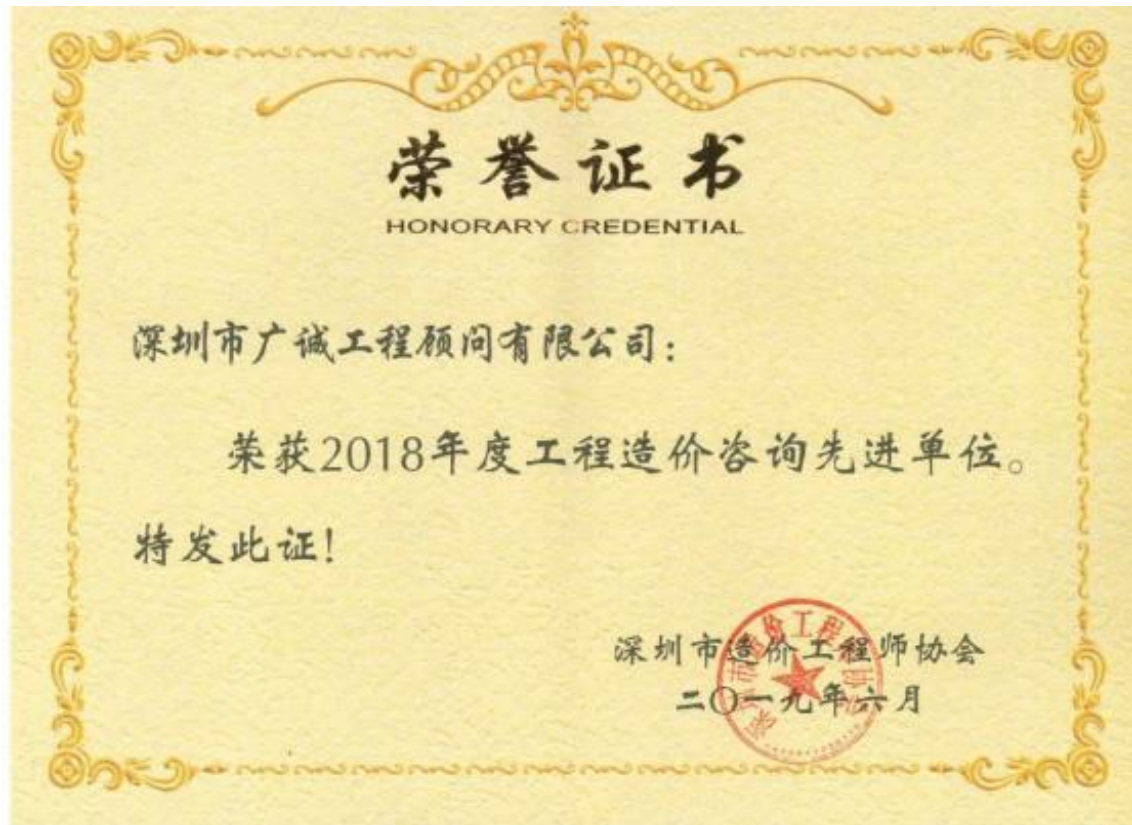 荣誉证书
HONORARY CREDENTIAL
深圳市广诚工程顾问有限公司：
荣获2018年度工程造价咨询先进单位。
特发此证！
深圳市造价工程师协会
二〇一九年六月